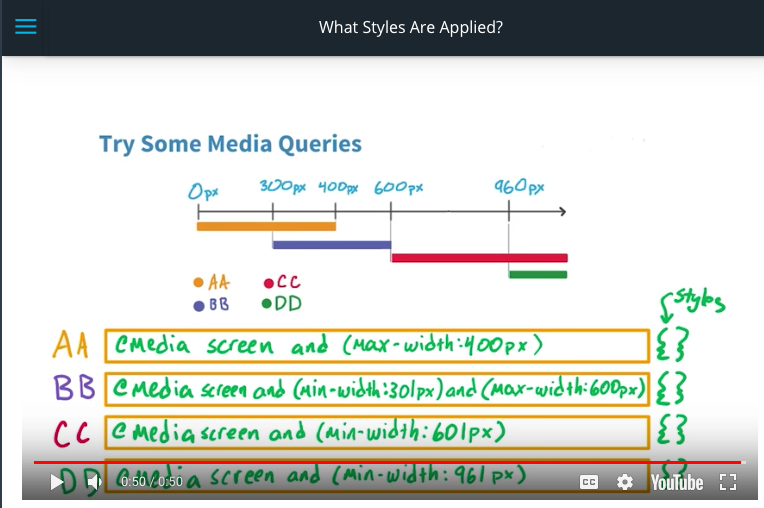 What Styles Are Applied?
Try Some Media Queries
0px 300px 400px 600px 960px
AA CC
BB DD
styles
AA @media screen and (max-width:400px) { }
BB @media screen and (min-width:301px) and (max-width:600px) { }
CC @media screen and (min-width:601px) { }
DD @media screen and (min-width:961px) { }
0:50 / 0:50 CC YouTube